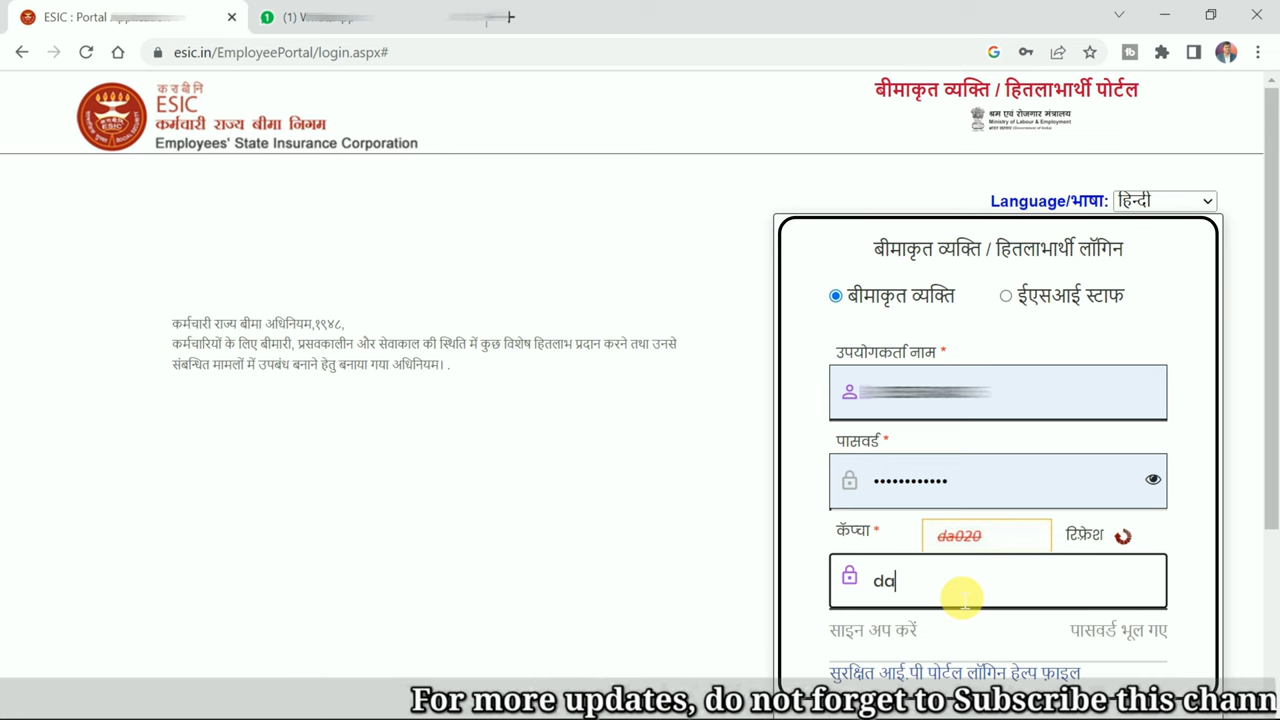 ESIC : Portal
(1)
esic.in/EmployeePortal/login.aspx#
क रा बी नि
ESIC
कर्मचारी राज्य बीमा निगम
Employees' State Insurance Corporation
बीमाकृत व्यक्ति / हितलाभार्थी पोर्टल
श्रम एवं रोजगार मंत्रालय
Ministry of Labour & Employment
Language/भाषा: हिन्दी
बीमाकृत व्यक्ति / हितलाभार्थी लॉगिन
बीमाकृत व्यक्ति ईएसआई स्टाफ
कर्मचारी राज्य बीमा अधिनियम,१९४८,
कर्मचारियों के लिए बीमारी, प्रसवकालीन और सेवाकाल की स्थिति में कुछ विशेष हितलाभ प्रदान करने तथा उनसे
संबन्धित मामलों में उपबंध बनाने हेतु बनाया गया अधिनियम। .
उपयोगकर्ता नाम *
पासवर्ड *
कॅप्चा * da020 रिफ़्रेश
da
साइन अप करें पासवर्ड भूल गए
सुरक्षित आई.पी पोर्टल लॉगिन हेल्प फ़ाइल
For more updates, do not forget to Subscribe this chann